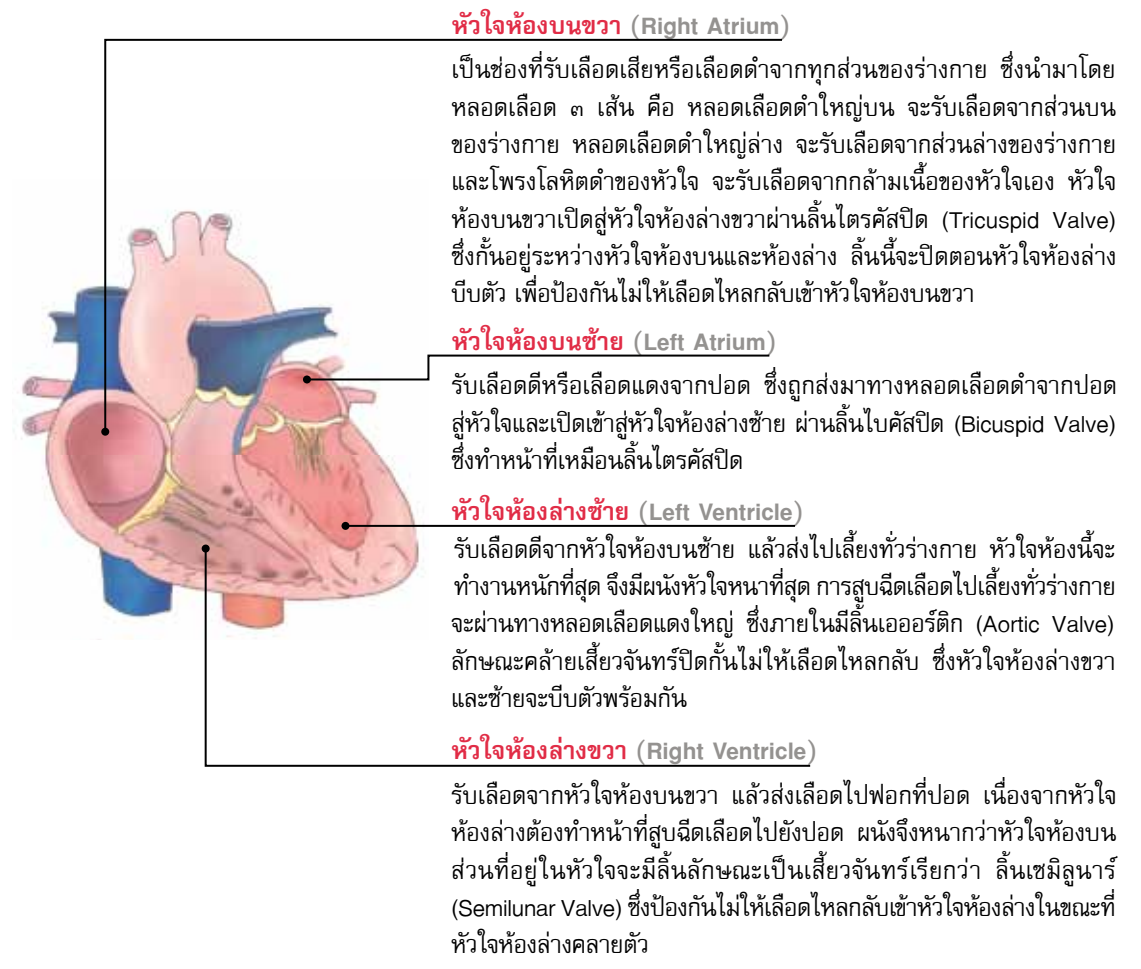 หัวใจห้องบนขวา (Right Atrium)
เป็นช่องที่รับเลือดเสียหรือเลือดดำจากทุกส่วนของร่างกาย ซึ่งนำมาโดย
หลอดเลือด ๓ เส้น คือ หลอดเลือดดำใหญ่บน จะรับเลือดจากส่วนบน
ของร่างกาย หลอดเลือดดำใหญ่ล่าง จะรับเลือดจากส่วนล่างของร่างกาย
และโพรงโลหิตดำของหัวใจ จะรับเลือดจากกล้ามเนื้อของหัวใจเอง หัวใจ
ห้องบนขวาเปิดสู่หัวใจห้องล่างขวาผ่านลิ้นไตรคัสปิด (Tricuspid Valve)
ซึ่งกั้นอยู่ระหว่างหัวใจห้องบนและห้องล่าง ลิ้นนี้จะปิดตอนหัวใจห้องล่าง
บีบตัว เพื่อป้องกันไม่ให้เลือดไหลกลับเข้าหัวใจห้องบนขวา
หัวใจห้องบนซ้าย (Left Atrium)
รับเลือดดีหรือเลือดแดงจากปอด ซึ่งถูกส่งมาทางหลอดเลือดดำจากปอด
สู่หัวใจและเปิดเข้าสู่หัวใจห้องล่างซ้าย ผ่านลิ้นไบคัสปิด (Bicuspid Valve)
ซึ่งทำหน้าที่เหมือนลิ้นไตรคัสปิด
หัวใจห้องล่างซ้าย (Left Ventricle)
รับเลือดดีจากหัวใจห้องบนซ้าย แล้วส่งไปเลี้ยงทั่วร่างกาย หัวใจห้องนี้จะ
ทำงานหนักที่สุด จึงมีผนังหัวใจหนาที่สุด การสูบฉีดเลือดไปเลี้ยงทั่วร่างกาย
จะผ่านทางหลอดเลือดแดงใหญ่ ซึ่งภายในมีลิ้นเอออร์ติก (Aortic Valve)
ลักษณะคล้ายเสี้ยวจันทร์ปิดกั้นไม่ให้เลือดไหลกลับ ซึ่งหัวใจห้องล่างขวา
และซ้ายจะบีบตัวพร้อมกัน
หัวใจห้องล่างขวา (Right Ventricle)
รับเลือดจากหัวใจห้องบนขวา แล้วส่งเลือดไปฟอกที่ปอด เนื่องจากหัวใจ
ห้องล่างต้องทำหน้าที่สูบฉีดเลือดไปยังปอด ผนังจึงหนากว่าหัวใจห้องบน
ส่วนที่อยู่ในหัวใจจะมีลิ้นลักษณะเป็นเสี้ยวจันทร์เรียกว่า ลิ้นเซมิลูนาร์
(Semilunar Valve) ซึ่งป้องกันไม่ให้เลือดไหลกลับเข้าหัวใจห้องล่างในขณะที่
หัวใจห้องล่างคลายตัว